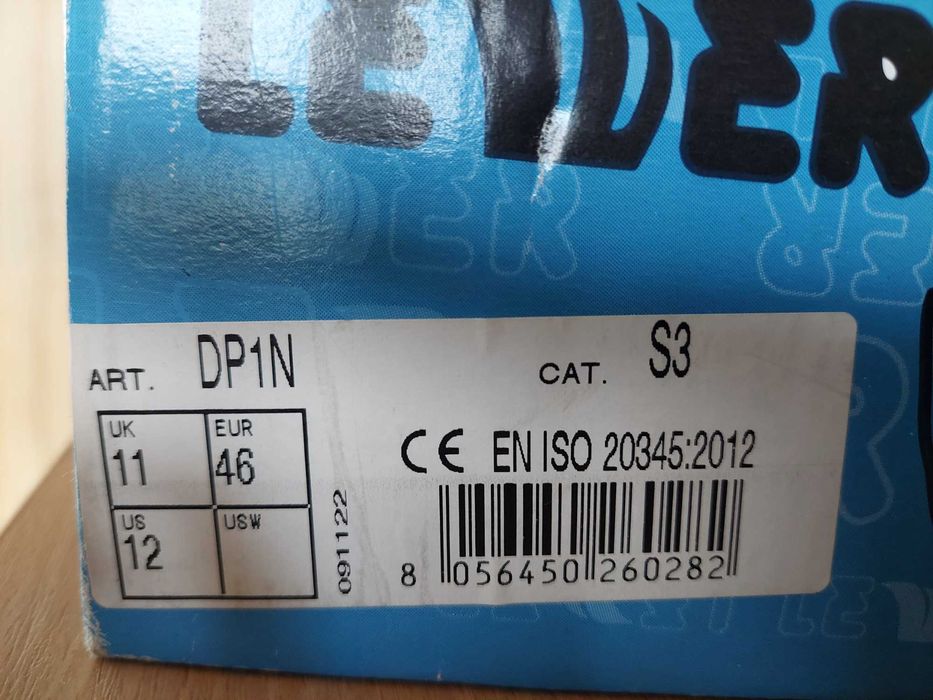 LEWER
ART. DP1N
CAT. S3
UK
11
EUR
46
US
12
USW
091122
CE EN ISO 20345:2012
8 056450 260282